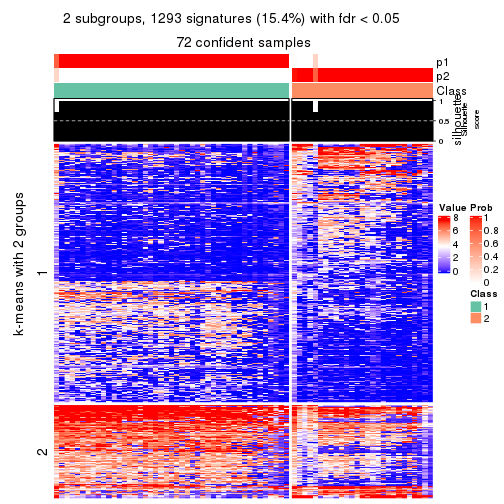 2 subgroups, 1293 signatures (15.4%) with fdr < 0.05
72 confident samples
p1
p2
Class
silhouette
Silhouette
score
1
0.5
0
k-means with 2 groups
1
2
Value
8
6
4
2
0
Prob
1
0.8
0.6
0.4
0.2
0
Class
1
2